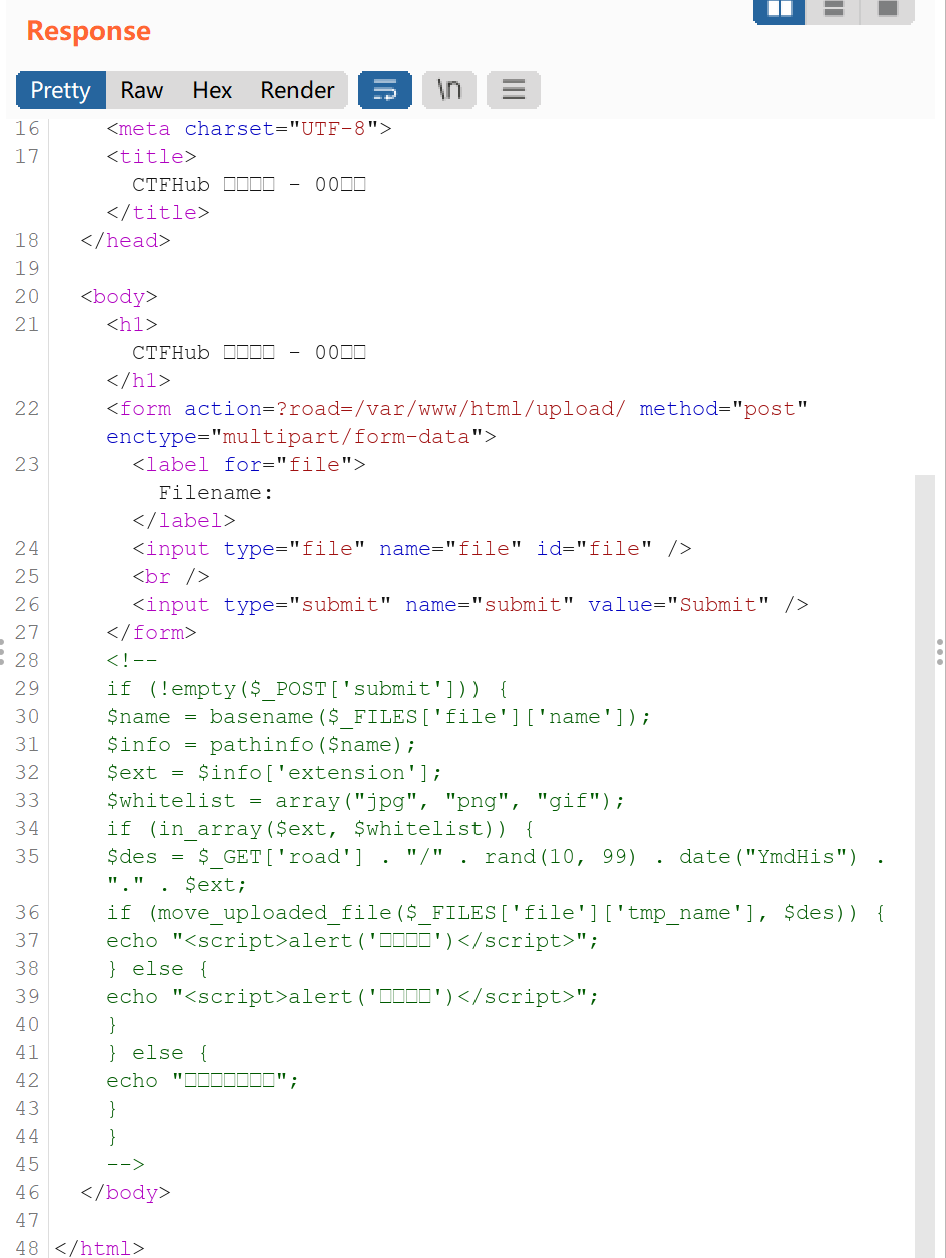 Response
Pretty Raw Hex Render \n
16 <meta charset="UTF-8">
17 <title>
CTFHub □□□□ - 00□□
</title>
18 </head>
19
20 <body>
21 <h1>
CTFHub □□□□ - 00□□
</h1>
22 <form action=?road=/var/www/html/upload/ method="post"
enctype="multipart/form-data">
23 <label for="file">
Filename:
</label>
24 <input type="file" name="file" id="file" />
25 <br />
26 <input type="submit" name="submit" value="Submit" />
27 </form>
28 <!--
29 if (!empty($_POST['submit'])) {
30 $name = basename($_FILES['file']['name']);
31 $info = pathinfo($name);
32 $ext = $info['extension'];
33 $whitelist = array("jpg", "png", "gif");
34 if (in_array($ext, $whitelist)) {
35 $des = $_GET['road'] . "/" . rand(10, 99) . date("YmdHis") .
"." . $ext;
36 if (move_uploaded_file($_FILES['file']['tmp_name'], $des)) {
37 echo "<script>alert('□□□□')</script>";
38 } else {
39 echo "<script>alert('□□□□')</script>";
40 }
41 } else {
42 echo "□□□□□□□";
43 }
44 }
45 -->
46 </body>
47
48 </html>